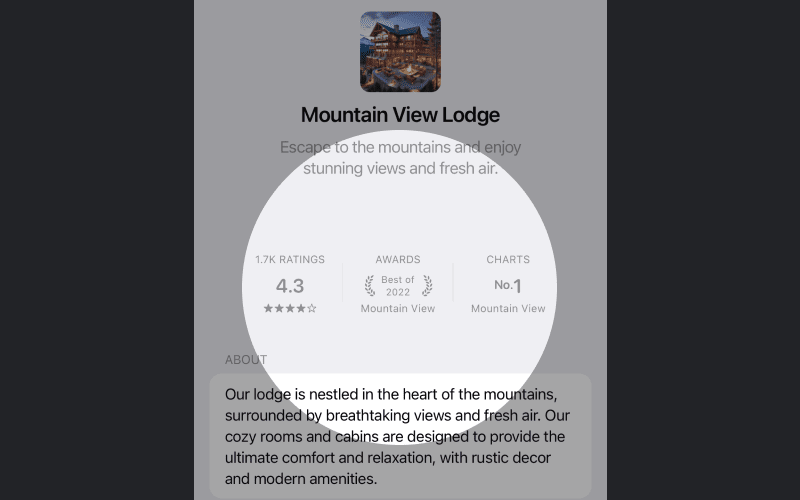 Mountain View Lodge
Escape to the mountains and enjoy
stunning views and fresh air.
1.7K RATINGS
4.3
★★★★☆
AWARDS
Best of
2022
Mountain View
CHARTS
No.1
Mountain View
ABOUT
Our lodge is nestled in the heart of the mountains,
surrounded by breathtaking views and fresh air. Our
cozy rooms and cabins are designed to provide the
ultimate comfort and relaxation, with rustic decor
and modern amenities.